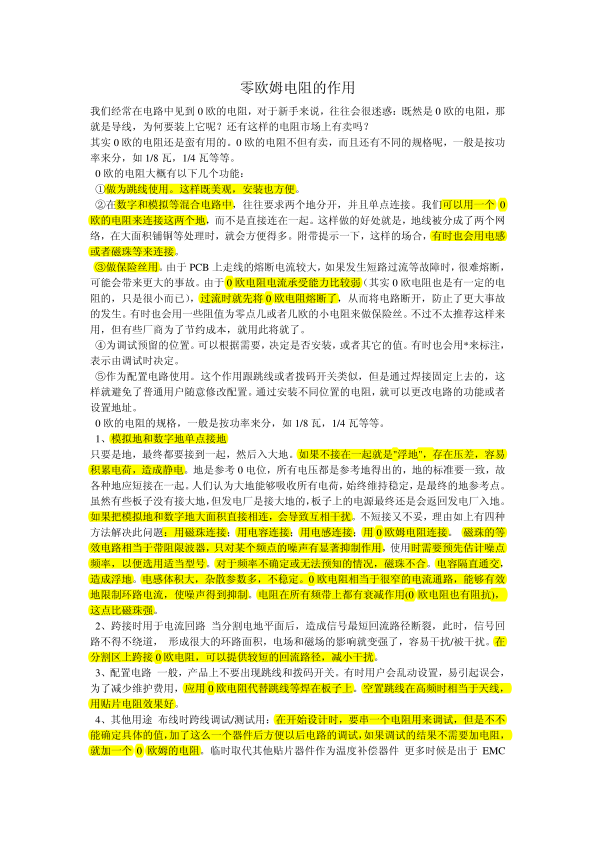 零欧姆电阻的作用
我们经常在电路中见到 0 欧的电阻，对于新手来说，往往会很迷惑：既然是 0 欧的电阻，那
就是导线，为何要装上它呢？还有这样的电阻市场上有卖吗？
其实 0 欧的电阻还是蛮有用的。0 欧的电阻不但有卖，而且还有不同的规格呢，一般是按功
率来分，如 1/8 瓦，1/4 瓦等等。
0 欧的电阻大概有以下几个功能：
①做为跳线使用。这样既美观，安装也方便。
②在数字和模拟等混合电路中，往往要求两个地分开，并且单点连接。我们可以用一个 0
欧的电阻来连接这两个地，而不是直接连在一起。这样做的好处就是，地线被分成了两个网
络，在大面积铺铜等处理时，就会方便得多。附带提示一下，这样的场合，有时也会用电感
或者磁珠等来连接。
③做保险丝用。由于 PCB 上走线的熔断电流较大，如果发生短路过流等故障时，很难熔断，
可能会带来更大的事故。由于 0 欧电阻电流承受能力比较弱（其实 0 欧电阻也是有一定的电
阻的，只是很小而已），过流时就先将 0 欧电阻熔断了，从而将电路断开，防止了更大事故
的发生。有时也会用一些阻值为零点几或者几欧的小电阻来做保险丝。不过不太推荐这样来
用，但有些厂商为了节约成本，就用此将就了。
④为调试预留的位置。可以根据需要，决定是否安装，或者其它的值。有时也会用*来标注，
表示由调试时决定。
⑤作为配置电路使用。这个作用跟跳线或者拨码开关类似，但是通过焊接固定上去的，这
样就避免了普通用户随意修改配置。通过安装不同位置的电阻，就可以更改电路的功能或者
设置地址。
0 欧的电阻的规格，一般是按功率来分，如 1/8 瓦，1/4 瓦等等。
1、模拟地和数字地单点接地
只要是地，最终都要接到一起，然后入大地。如果不接在一起就是"浮地"，存在压差，容易
积累电荷，造成静电。地是参考 0 电位，所有电压都是参考地得出的，地的标准要一致，故
各种地应短接在一起。人们认为大地能够吸收所有电荷，始终维持稳定，是最终的地参考点。
虽然有些板子没有接大地，但发电厂是接大地的，板子上的电源最终还是会返回发电厂入地。
如果把模拟地和数字地大面积直接相连，会导致互相干扰。不短接又不妥，理由如上有四种
方法解决此问题：用磁珠连接；用电容连接；用电感连接；用 0 欧姆电阻连接。 磁珠的等
效电路相当于带阻限波器，只对某个频点的噪声有显著抑制作用，使用时需要预先估计噪点
频率，以便选用适当型号。对于频率不确定或无法预知的情况，磁珠不合。电容隔直通交，
造成浮地。电感体积大，杂散参数多，不稳定。0 欧电阻相当于很窄的电流通路，能够有效
地限制环路电流，使噪声得到抑制。电阻在所有频带上都有衰减作用(0 欧电阻也有阻抗)，
这点比磁珠强。
2、跨接时用于电流回路 当分割电地平面后，造成信号最短回流路径断裂，此时，信号回
路不得不绕道， 形成很大的环路面积，电场和磁场的影响就变强了，容易干扰/被干扰。在
分割区上跨接 0 欧电阻，可以提供较短的回流路径，减小干扰。
3、配置电路 一般，产品上不要出现跳线和拨码开关。有时用户会乱动设置，易引起误会，
为了减少维护费用，应用 0 欧电阻代替跳线等焊在板子上。空置跳线在高频时相当于天线，
用贴片电阻效果好。
4、其他用途 布线时跨线调试/测试用：在开始设计时，要串一个电阻用来调试，但是不不
能确定具体的值，加了这么一个器件后方便以后电路的调试，如果调试的结果不需要加电阻，
就加一个 0 欧姆的电阻。临时取代其他贴片器件作为温度补偿器件 更多时候是出于 EMC